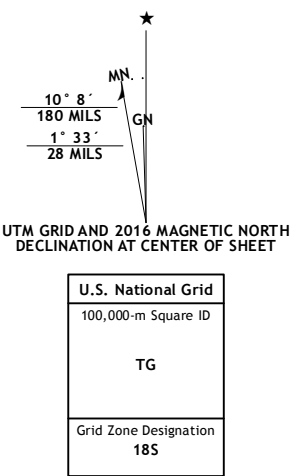 ★
MN
10° 8´
180 MILS
GN
1° 33´
28 MILS
UTM GRID AND 2016 MAGNETIC NORTH
DECLINATION AT CENTER OF SHEET
U.S. National Grid
100,000-m Square ID
TG
Grid Zone Designation
18S